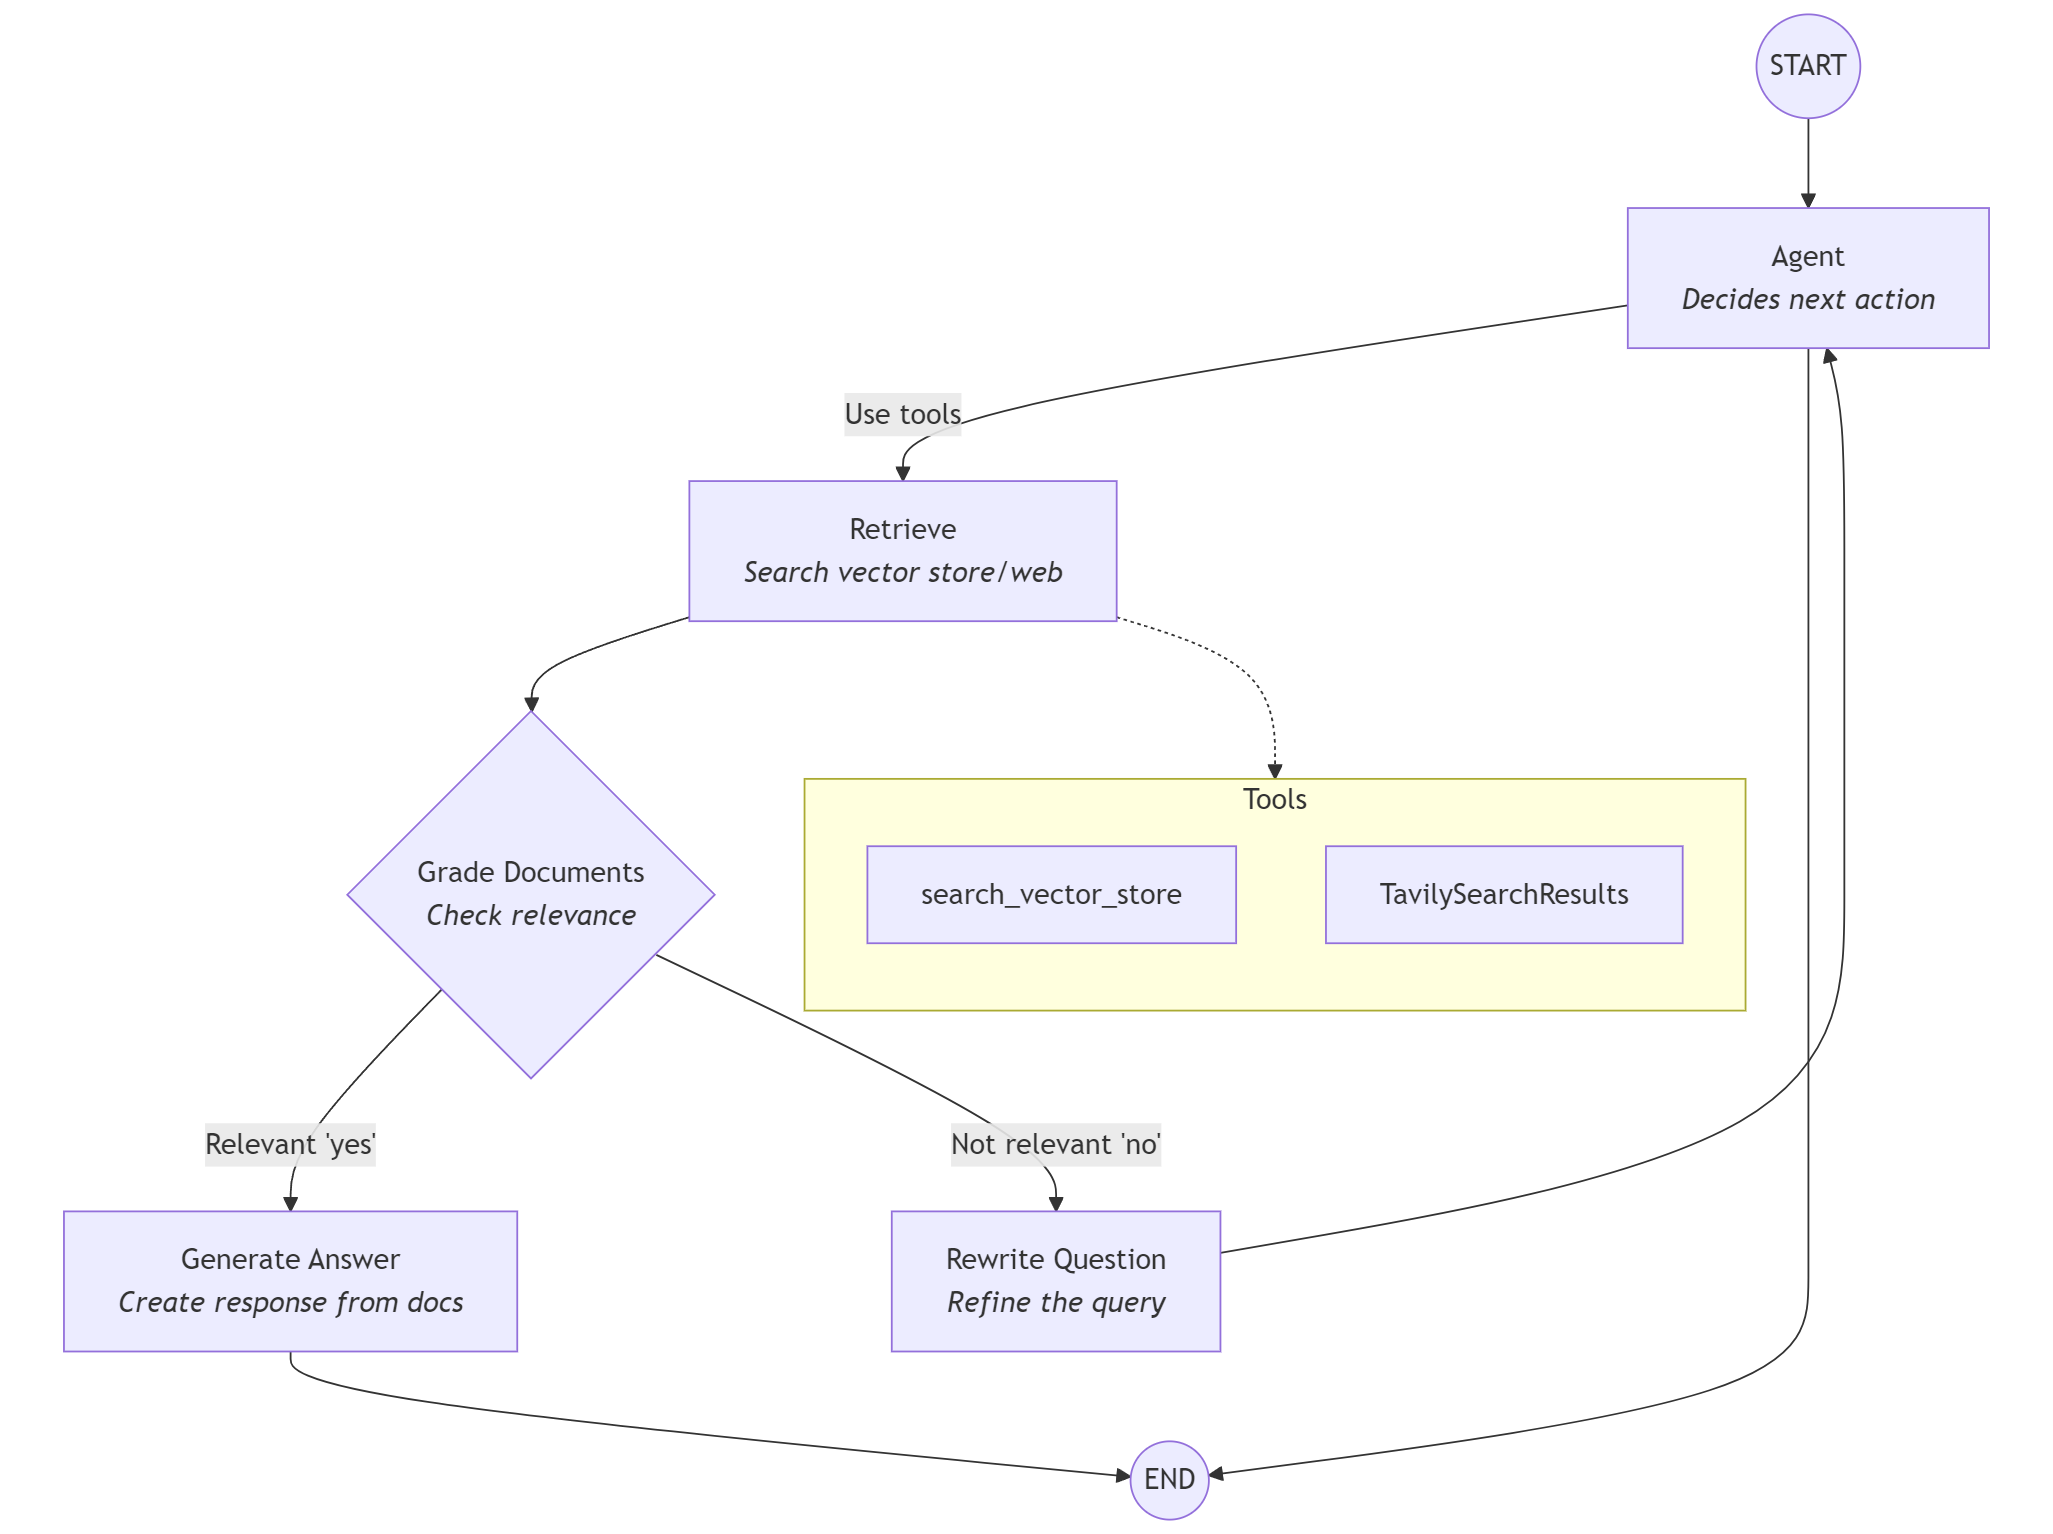 START
Agent
Decides next action
Use tools
Retrieve
Search vector store/web
Tools
Grade Documents
Check relevance
search_vector_store
TavilySearchResults
Relevant 'yes'
Not relevant 'no'
Generate Answer
Create response from docs
Rewrite Question
Refine the query
END